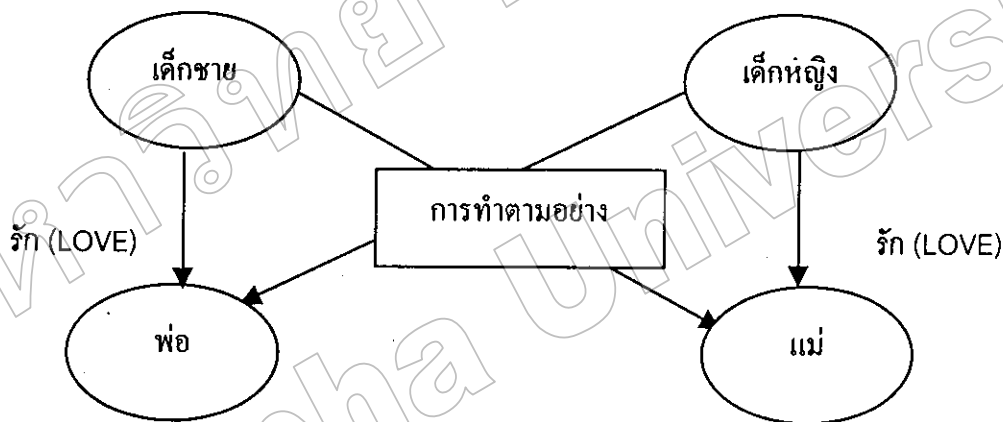 เด็กชาย
เด็กหญิง
การทำตามอย่าง
รัก (LOVE)
รัก (LOVE)
พ่อ
แม่